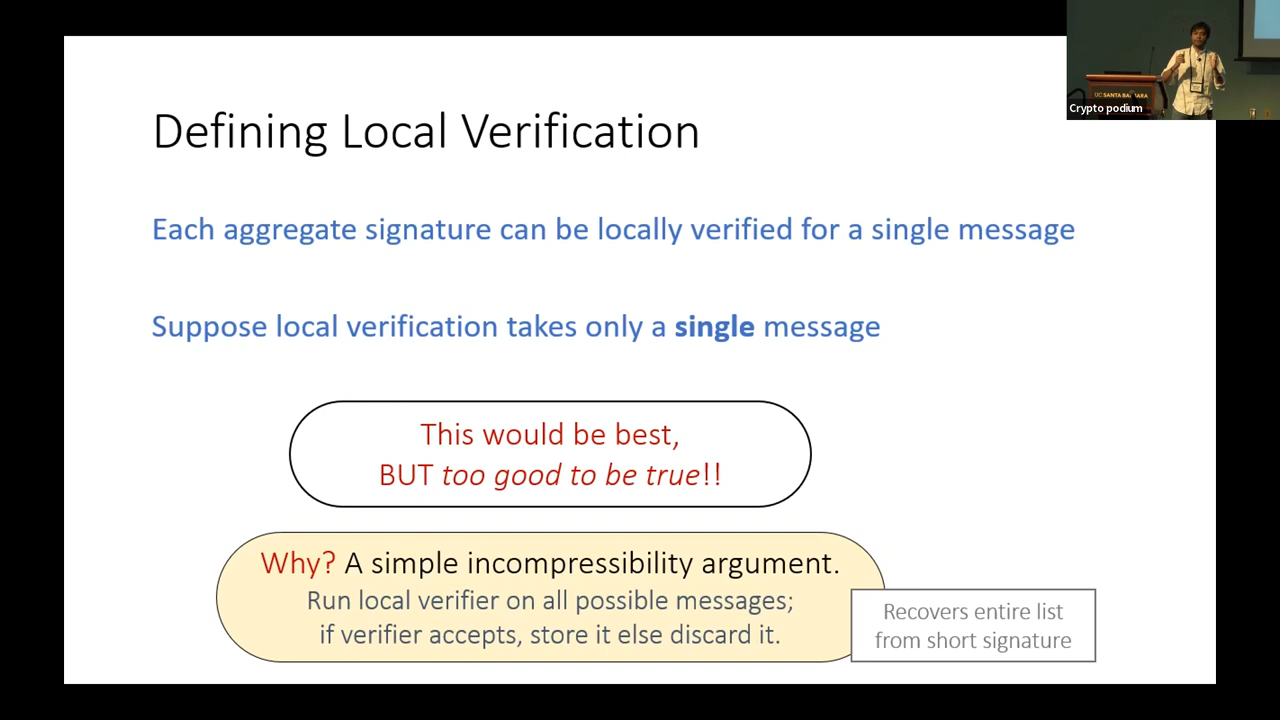 UC SANTA BARBARA
Crypto podium
Defining Local Verification
Each aggregate signature can be locally verified for a single message
Suppose local verification takes only a single message
This would be best,
BUT too good to be true!!
Why? A simple incompressibility argument.
Run local verifier on all possible messages;
if verifier accepts, store it else discard it.
Recovers entire list
from short signature